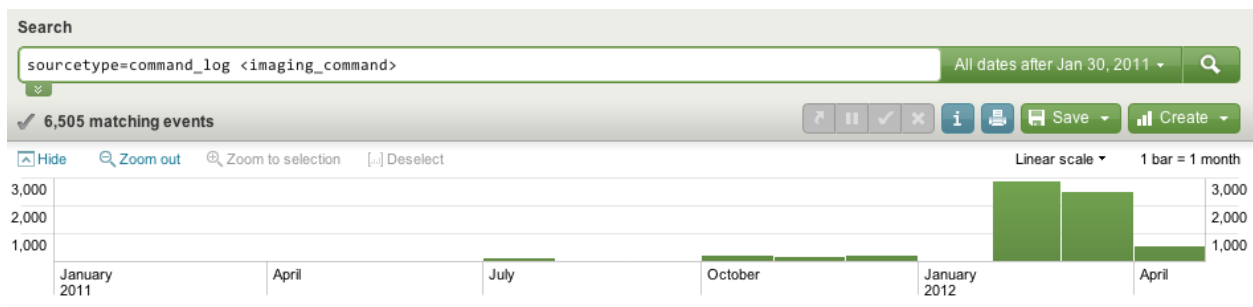 Search
sourcetype=command_log <imaging_command>
All dates after Jan 30, 2011
6,505 matching events
i
Save
Create
Hide
Zoom out
Zoom to selection
[...] Deselect
Linear scale
1 bar = 1 month
3,000
3,000
2,000
2,000
1,000
1,000
January
2011
April
July
October
January
2012
April